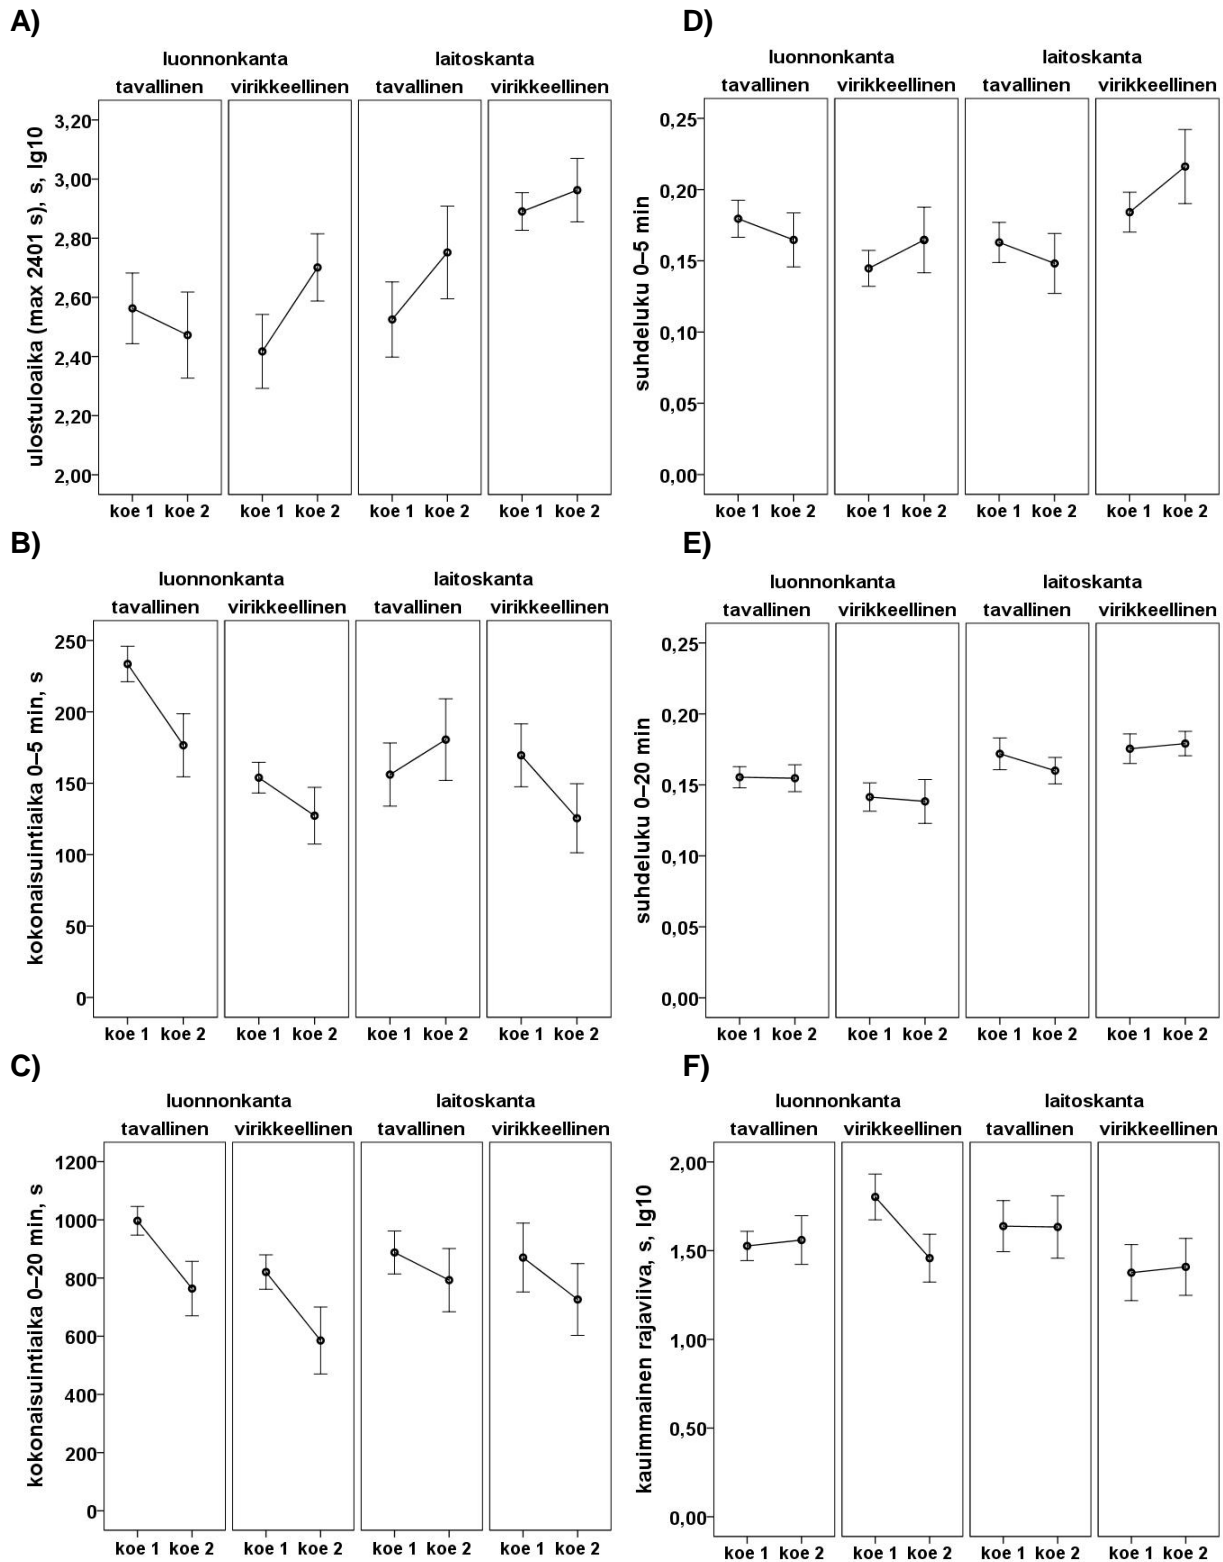 A)
luonnonkanta laitoskanta
tavallinen virikkeellinen tavallinen virikkeellinen
ulostuloaika (max 2401 s), s, lg10
3,20
3,00
2,80
2,60
2,40
2,20
2,00
koe 1 koe 2 koe 1 koe 2 koe 1 koe 2 koe 1 koe 2
B)
luonnonkanta laitoskanta
tavallinen virikkeellinen tavallinen virikkeellinen
kokonaisuintiaika 0–5 min, s
250
200
150
100
50
0
koe 1 koe 2 koe 1 koe 2 koe 1 koe 2 koe 1 koe 2
C)
luonnonkanta laitoskanta
tavallinen virikkeellinen tavallinen virikkeellinen
kokonaisuintiaika 0–20 min, s
1200
1000
800
600
400
200
0
koe 1 koe 2 koe 1 koe 2 koe 1 koe 2 koe 1 koe 2
D)
luonnonkanta laitoskanta
tavallinen virikkeellinen tavallinen virikkeellinen
suhdeluku 0–5 min
0,25
0,20
0,15
0,10
0,05
0,00
koe 1 koe 2 koe 1 koe 2 koe 1 koe 2 koe 1 koe 2
E)
luonnonkanta laitoskanta
tavallinen virikkeellinen tavallinen virikkeellinen
suhdeluku 0–20 min
0,25
0,20
0,15
0,10
0,05
0,00
koe 1 koe 2 koe 1 koe 2 koe 1 koe 2 koe 1 koe 2
F)
luonnonkanta laitoskanta
tavallinen virikkeellinen tavallinen virikkeellinen
kauimmainen rajaviiva, s, lg10
2,00
1,50
1,00
0,50
0,00
koe 1 koe 2 koe 1 koe 2 koe 1 koe 2 koe 1 koe 2